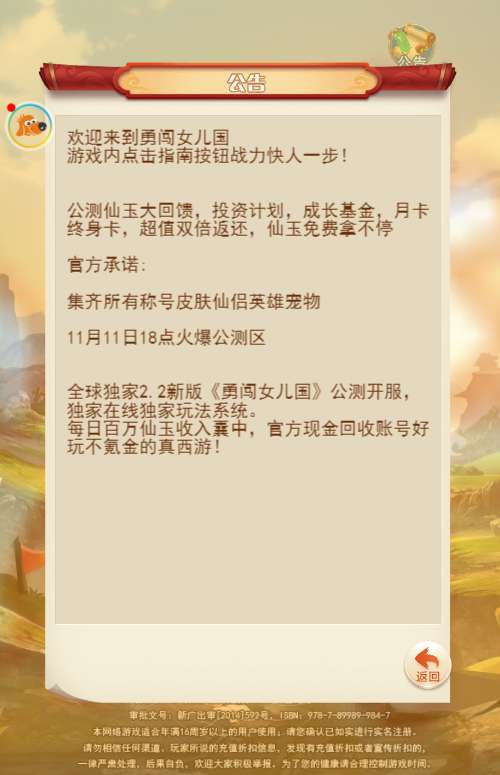 公告
公告
欢迎来到勇闯女儿国
游戏内点击指南按钮战力快人一步！
公测仙玉大回馈，投资计划，成长基金，月卡
终身卡，超值双倍返还，仙玉免费拿不停
官方承诺:
集齐所有称号皮肤仙侣英雄宠物
11月11日18点火爆公测区
全球独家2.2新版《勇闯女儿国》公测开服，
独家在线独家玩法系统。
每日百万仙玉收入囊中，官方现金回收账号好
玩不氪金的真西游！
返回
审批文号：新广出审[2014]592号，ISBN：978-7-89989-984-7
本网络游戏适合年满16周岁以上的用户使用；请您确认已如实进行实名注册。
请勿相信任何渠道、玩家所说的充值折扣信息，发现有充值折扣或者宣传折扣的，
一律严肃处理，后果自负，欢迎大家积极举报，为了您的健康请合理控制游戏时间.